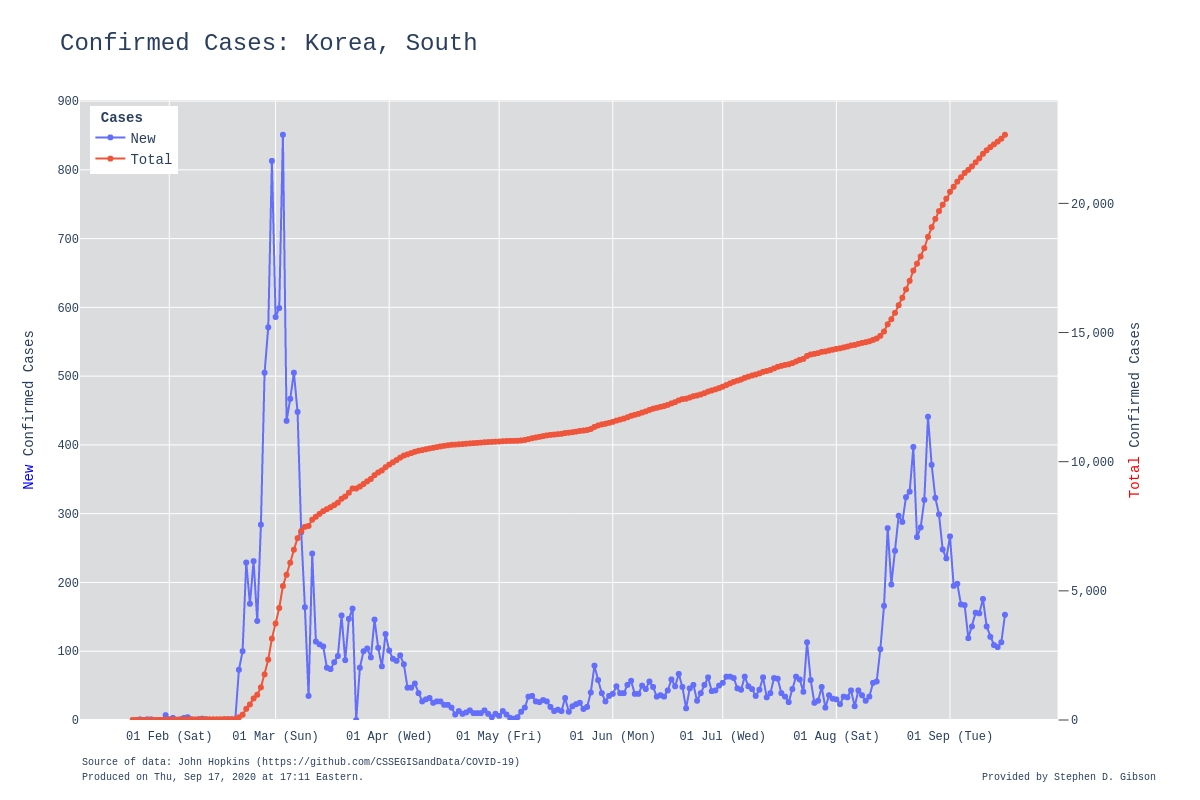 Confirmed Cases: Korea, South
Cases
New
Total
900
800
700
600
500
400
300
200
100
0
New Confirmed Cases
20,000
15,000
10,000
5,000
0
Total Confirmed Cases
01 Feb (Sat) 01 Mar (Sun) 01 Apr (Wed) 01 May (Fri) 01 Jun (Mon) 01 Jul (Wed) 01 Aug (Sat) 01 Sep (Tue)
Source of data: John Hopkins (https://github.com/CSSEGISandData/COVID-19)
Produced on Thu, Sep 17, 2020 at 17:11 Eastern.
Provided by Stephen D. Gibson